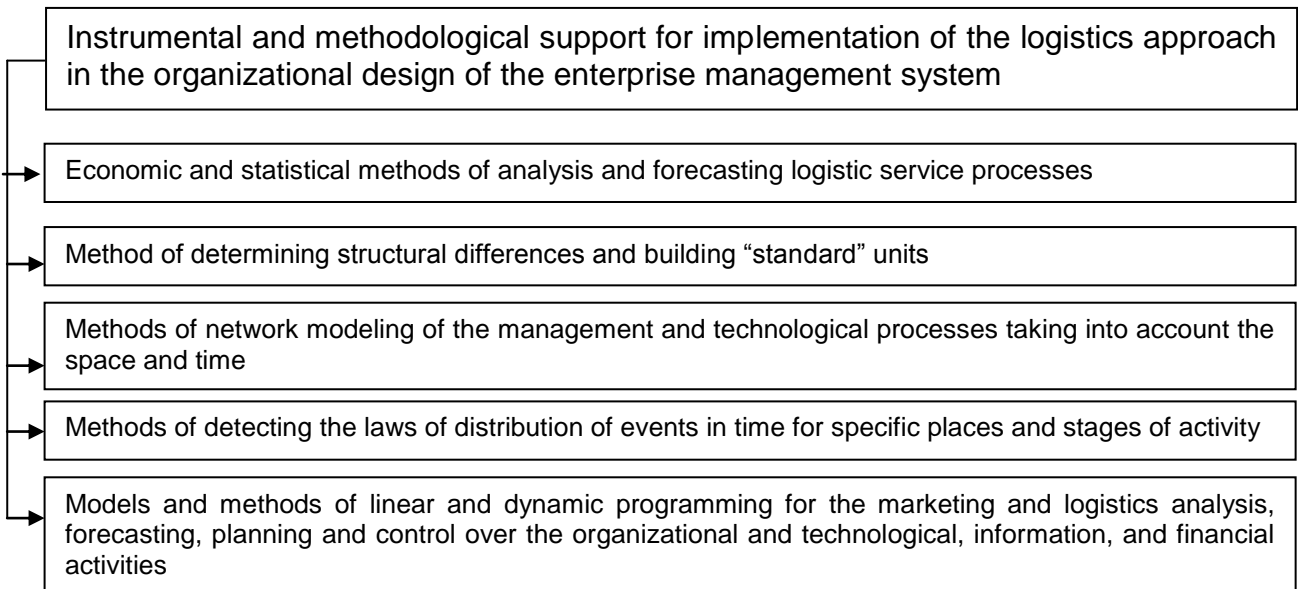 Instrumental and methodological support for implementation of the logistics approach
in the organizational design of the enterprise management system
Economic and statistical methods of analysis and forecasting logistic service processes
Method of determining structural differences and building “standard” units
Methods of network modeling of the management and technological processes taking into account the
space and time
Methods of detecting the laws of distribution of events in time for specific places and stages of activity
Models and methods of linear and dynamic programming for the marketing and logistics analysis,
forecasting, planning and control over the organizational and technological, information, and financial
activities